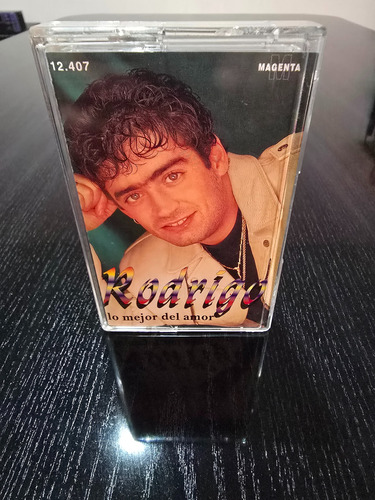 12.407
MAGENTA
Rodrigo
lo mejor del amor